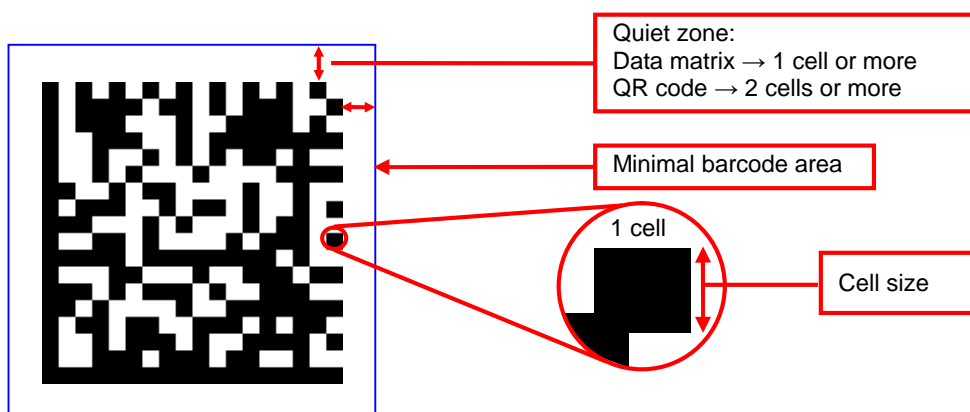 Quiet zone:
Data matrix → 1 cell or more
QR code → 2 cells or more
Minimal barcode area
1 cell
Cell size